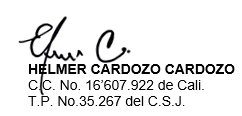 HELMER CARDOZO CARDOZO
C.C. No. 16'607.922 de Cali.
T.P. No.35.267 del C.S.J.